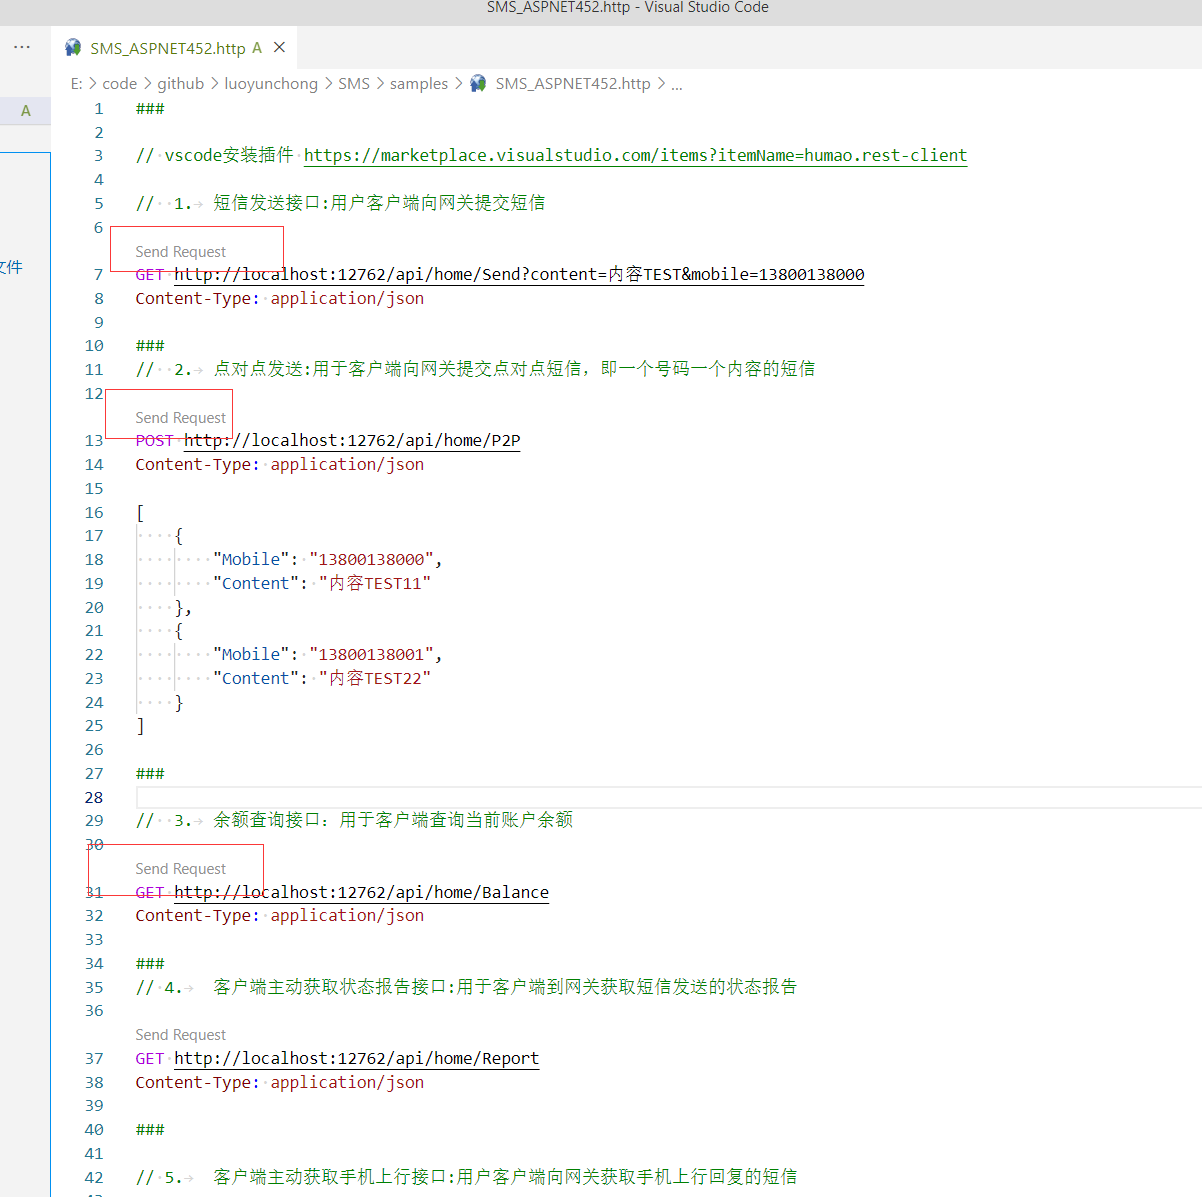 SMS_ASPNET452.http - Visual Studio Code
... SMS_ASPNET452.http A ×
E: > code > github > luoyunchong > SMS > samples > SMS_ASPNET452.http > ...
A
文件
1 ###
2
3 // vscode安装插件 https://marketplace.visualstudio.com/items?itemName=humao.rest-client
4
5 // 1. 短信发送接口:用户客户端向网关提交短信
6
Send Request
7 GET http://localhost:12762/api/home/Send?content=内容TEST&mobile=13800138000
8 Content-Type: application/json
9
10 ###
11 // 2. 点对点发送:用于客户端向网关提交点对点短信，即一个号码一个内容的短信
12
Send Request
13 POST http://localhost:12762/api/home/P2P
14 Content-Type: application/json
15
16 [
17 {
18 "Mobile": "13800138000",
19 "Content": "内容TEST11"
20 },
21 {
22 "Mobile": "13800138001",
23 "Content": "内容TEST22"
24 }
25 ]
26
27 ###
28
29 // 3. 余额查询接口：用于客户端查询当前账户余额
30
Send Request
31 GET http://localhost:12762/api/home/Balance
32 Content-Type: application/json
33
34 ###
35 // 4. 客户端主动获取状态报告接口:用于客户端到网关获取短信发送的状态报告
36
Send Request
37 GET http://localhost:12762/api/home/Report
38 Content-Type: application/json
39
40 ###
41
42 // 5. 客户端主动获取手机上行接口:用户客户端向网关获取手机上行回复的短信